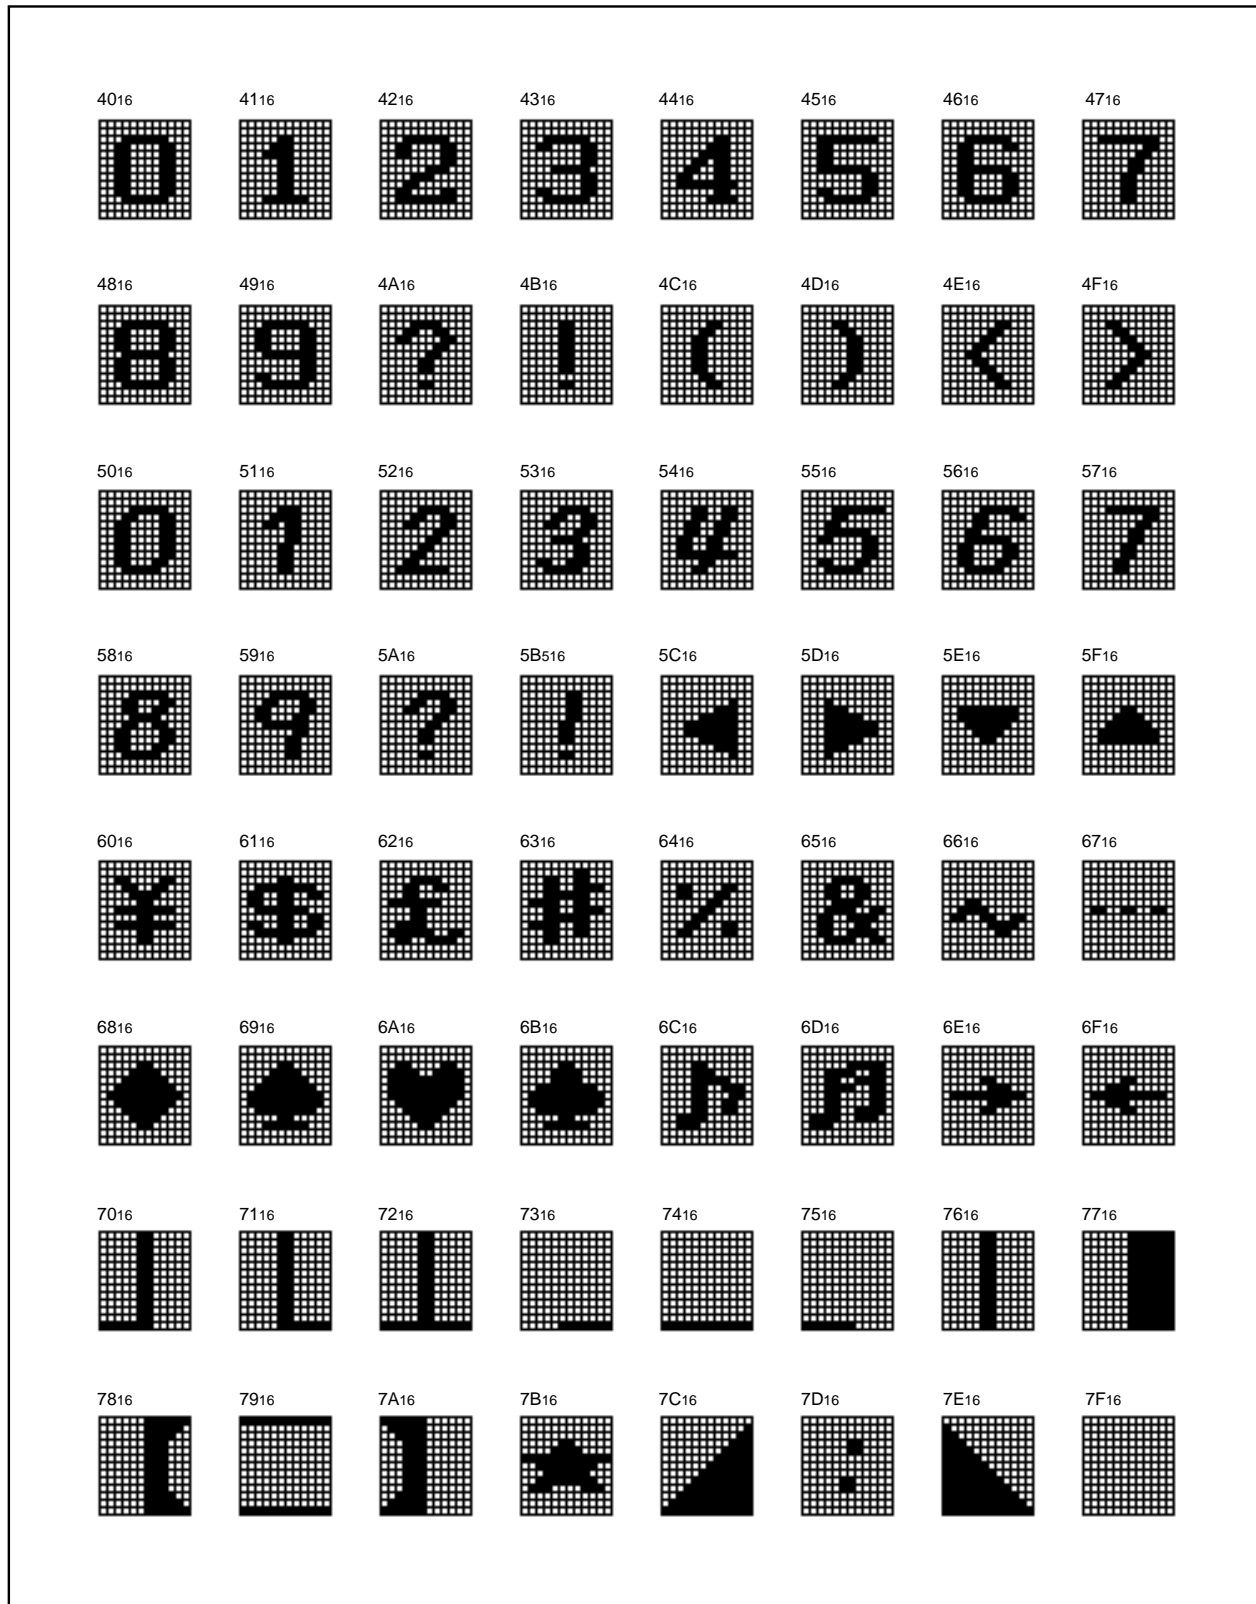 4016 4116 4216 4316 4416 4516 4616 4716
0 1 2 3 4 5 6 7
4816 4916 4A16 4B16 4C16 4D16 4E16 4F16
8 9 ? ! ( ) < >
5016 5116 5216 5316 5416 5516 5616 5716
0 1 2 3 4 5 6 7
5816 5916 5A16 5B516 5C16 5D16 5E16 5F16
8 9 ? ! ◀ ▶ ▼ ▲
6016 6116 6216 6316 6416 6516 6616 6716
¥ $ £ # % & ~ ---
6816 6916 6A16 6B16 6C16 6D16 6E16 6F16
♦ ♠ ♥ ♣ ♪ ♫ → ←
7016 7116 7216 7316 7416 7516 7616 7716
7816 7916 7A16 7B16 7C16 7D16 7E16 7F16
★ :